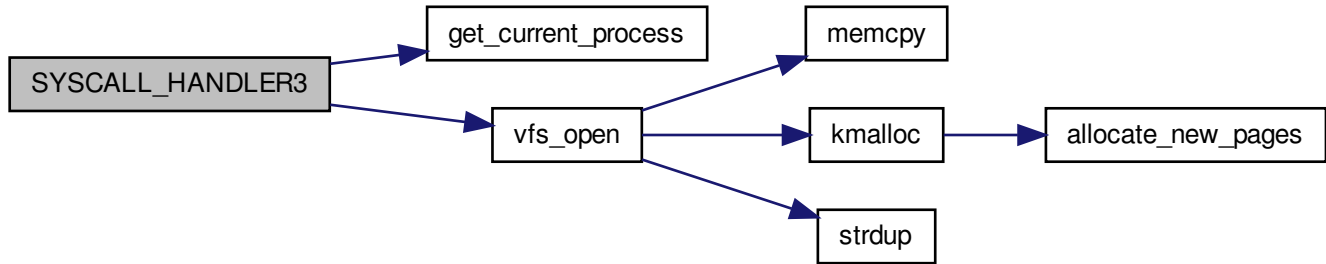 SYSCALL_HANDLER3
get_current_process
vfs_open
memcpy
kmalloc
strdup
allocate_new_pages